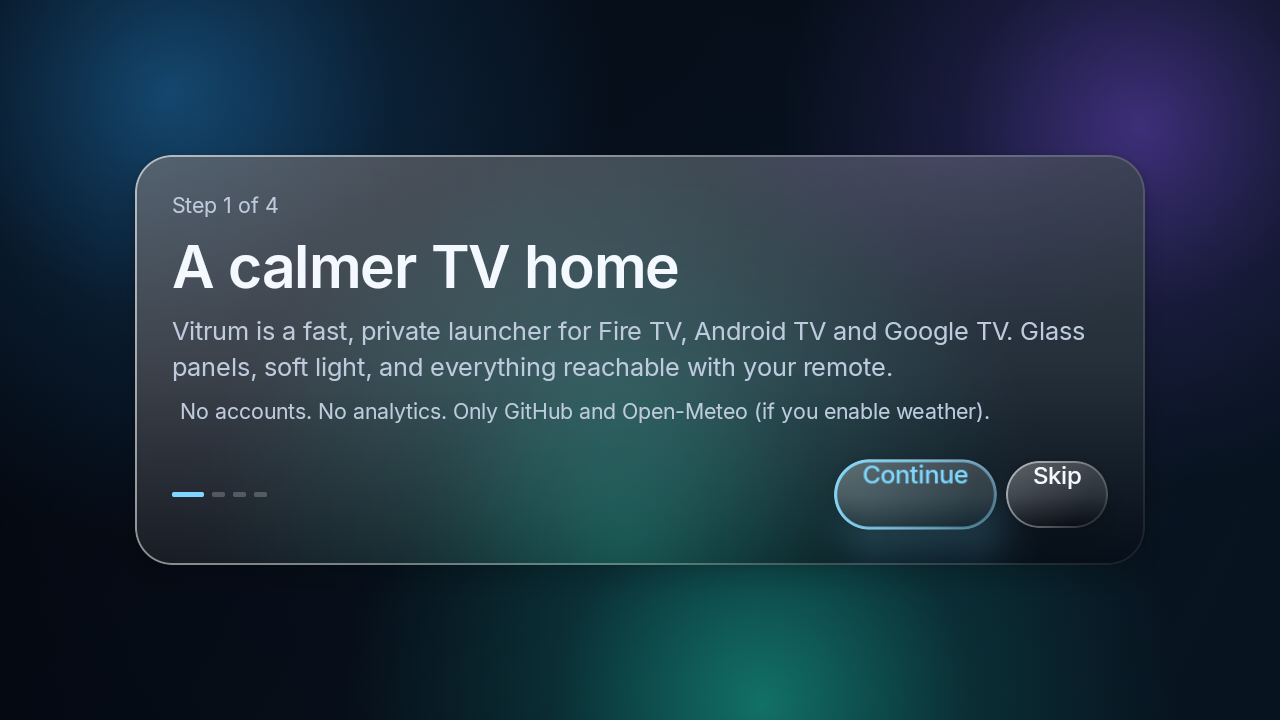 Step 1 of 4
A calmer TV home
Vitrum is a fast, private launcher for Fire TV, Android TV and Google TV. Glass
panels, soft light, and everything reachable with your remote.
No accounts. No analytics. Only GitHub and Open-Meteo (if you enable weather).
Continue
Skip